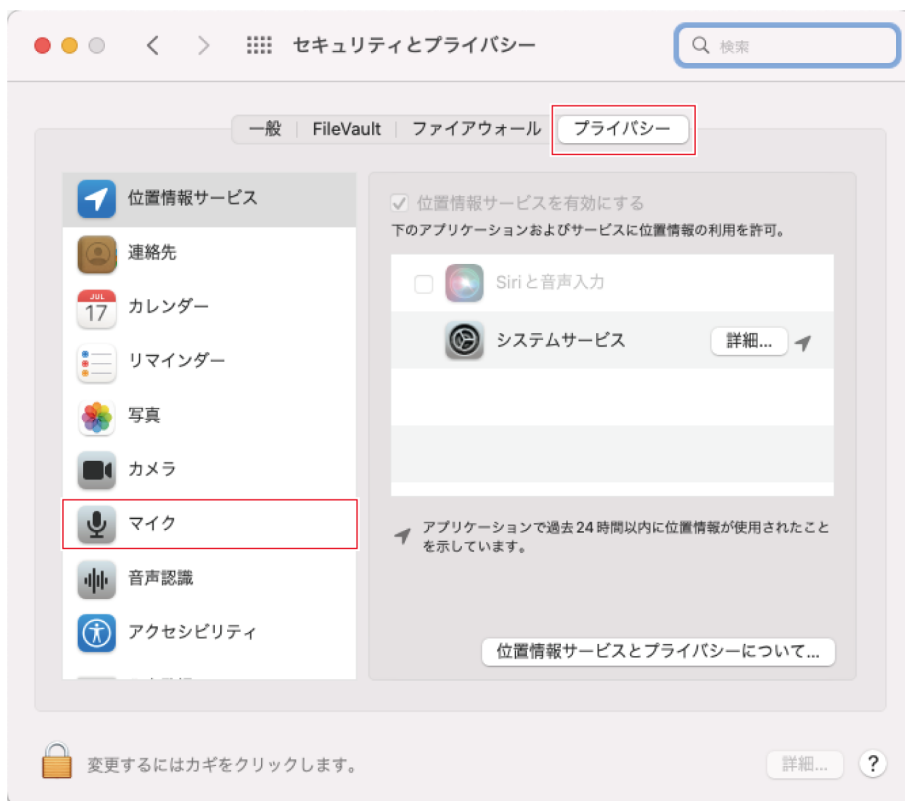 セキュリティとプライバシー
検索
一般 FileVault ファイアウォール プライバシー
位置情報サービス
連絡先
JUL
17
カレンダー
リマインダー
写真
カメラ
マイク
音声認識
アクセシビリティ
位置情報サービスを有効にする
下のアプリケーションおよびサービスに位置情報の利用を許可。
Siriと音声入力
システムサービス 詳細...
アプリケーションで過去24時間以内に位置情報が使用されたこと
を示しています。
位置情報サービスとプライバシーについて...
変更するにはカギをクリックします。
詳細... ?